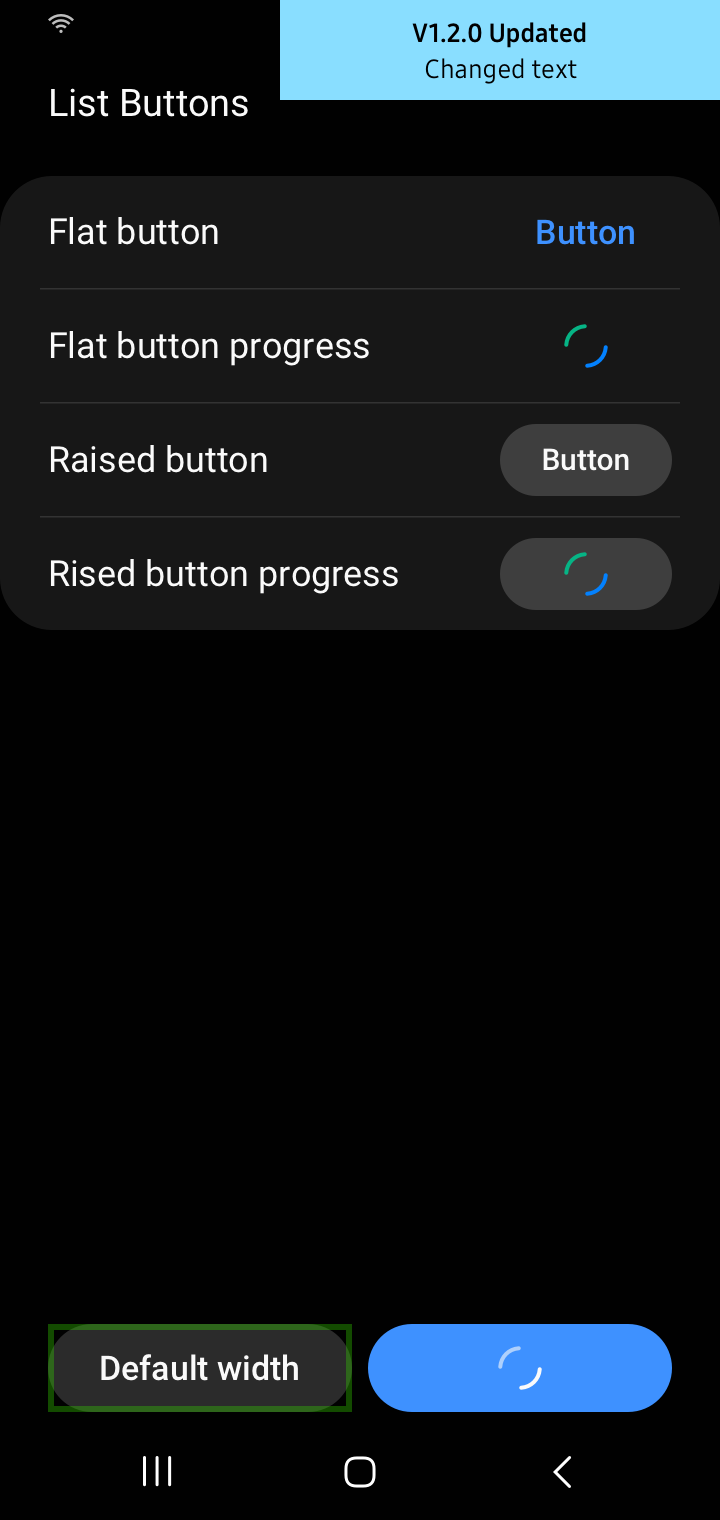 V1.2.0 Updated
Changed text
List Buttons
Flat button
Button
Flat button progress
Raised button
Button
Rised button progress
Default width